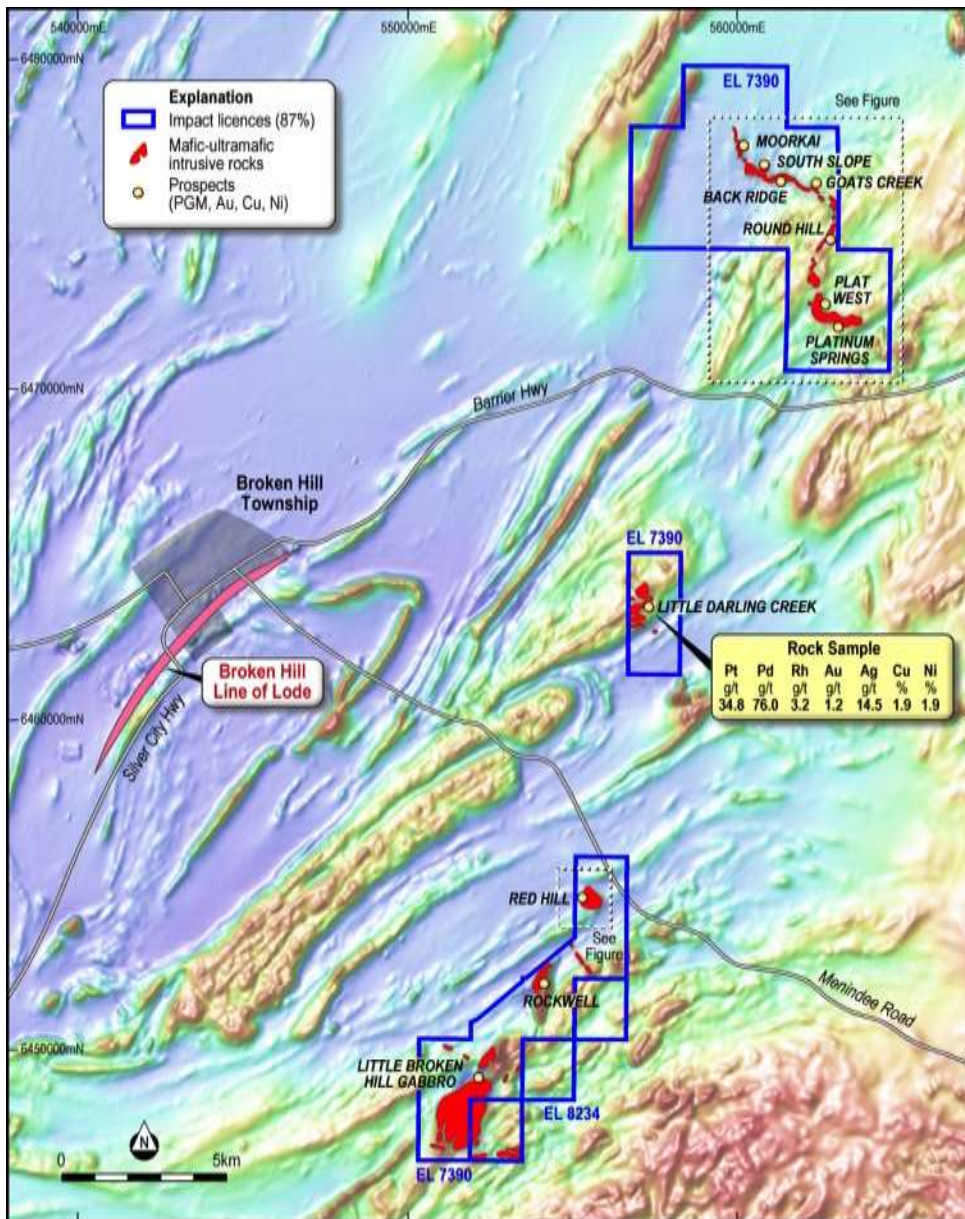 540000mE
550000mE
560000mE
6480000mN
Explanation
Impact licences (87%)
Mafic-ultramafic
intrusive rocks
Prospects
(PGM, Au, Cu, Ni)
EL 7390
See Figure
MOORKAI
SOUTH SLOPE
GOATS CREEK
BACK RIDGE
ROUND HILL
PLAT
WEST
PLATINUM
SPRINGS
6470000mN
Barrier Hwy
Broken Hill
Township
EL 7390
LITTLE DARLING CREEK
Rock Sample
Pt Pd Rh Au Ag Cu Ni
g/t g/t g/t g/t g/t % %
34.8 76.0 3.2 1.2 14.5 1.9 1.9
Broken Hill
Line of Lode
6460000mN
Silver City Hwy
RED HILL
See
Figure
ROCKWELL
Menindee Road
6450000mN
LITTLE BROKEN
HILL GABBRO
EL 8234
N
0 5km
EL 7390